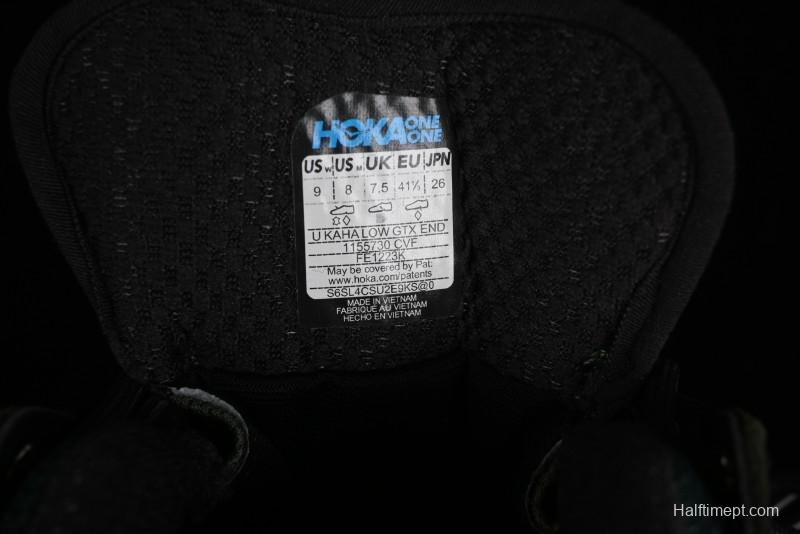 HOKA ONE ONE
US W US M UK EU JPN
9 8 7.5 41⅓ 26
U KAHA LOW GTX END
1155730 CVF
FE1223K
May be covered by Pat:
www.hoka.com/patents
S6SL4CSU2E9KS@0
MADE IN VIETNAM
FABRIQUE AU VIETNAM
HECHO EN VIETNAM
Halftimept.com/